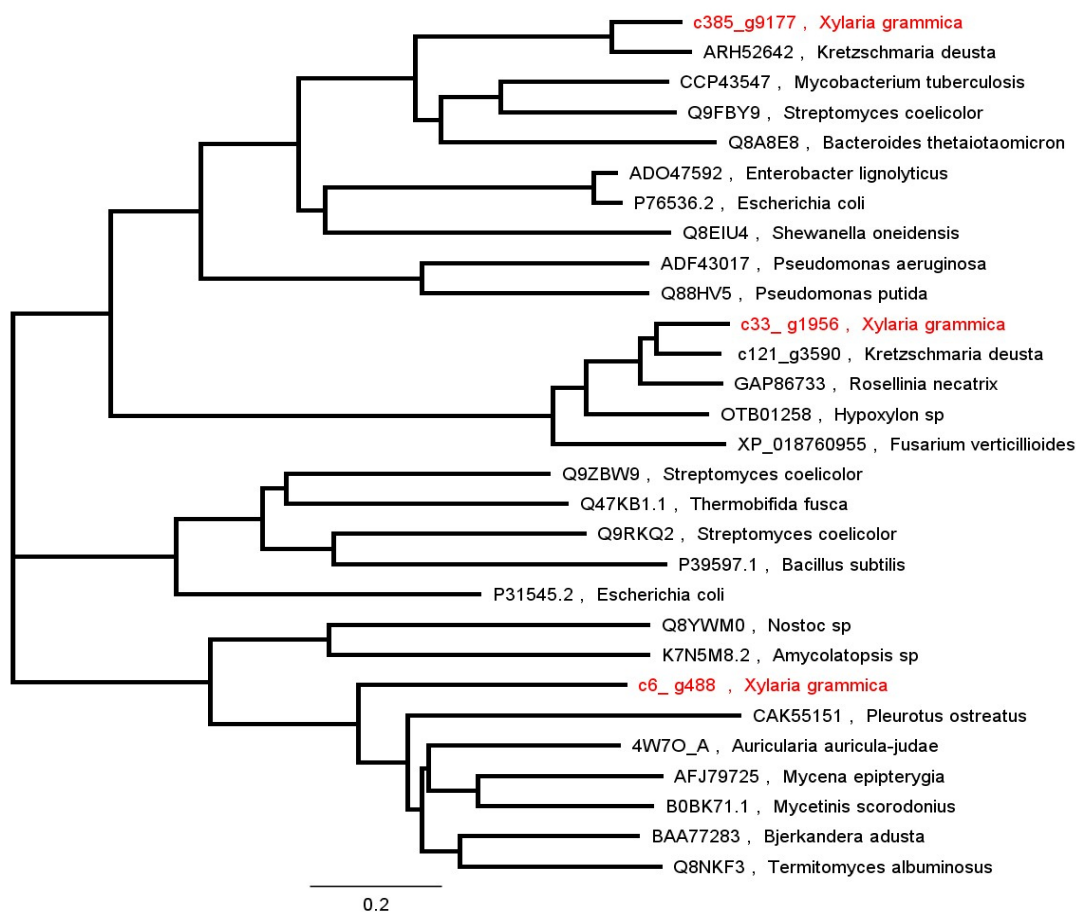 c385_g9177 , Xylaria grammica
ARH52642 , Kretzschmaria deusta
CCP43547 , Mycobacterium tuberculosis
Q9FBY9 , Streptomyces coelicolor
Q8A8E8 , Bacteroides thetaiotaomicron
ADO47592 , Enterobacter lignolyticus
P76536.2 , Escherichia coli
Q8EIU4 , Shewanella oneidensis
ADF43017 , Pseudomonas aeruginosa
Q88HV5 , Pseudomonas putida
c33_ g1956 , Xylaria grammica
c121_g3590 , Kretzschmaria deusta
GAP86733 , Rosellinia necatrix
OTB01258 , Hypoxylon sp
XP_018760955 , Fusarium verticillioides
Q9ZBW9 , Streptomyces coelicolor
Q47KB1.1 , Thermobifida fusca
Q9RKQ2 , Streptomyces coelicolor
P39597.1 , Bacillus subtilis
P31545.2 , Escherichia coli
Q8YWM0 , Nostoc sp
K7N5M8.2 , Amycolatopsis sp
c6_ g488 , Xylaria grammica
CAK55151 , Pleurotus ostreatus
4W7O_A , Auricularia auricula-judae
AFJ79725 , Mycena epipterygia
B0BK71.1 , Mycetinis scorodonius
BAA77283 , Bjerkandera adusta
Q8NKF3 , Termitomyces albuminosus
0.2